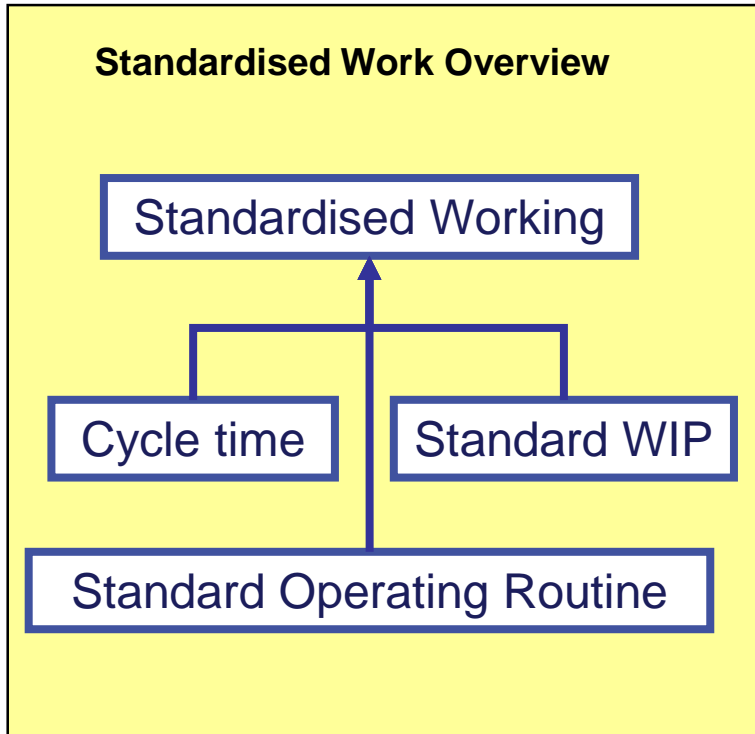 Standardised Work Overview
Standardised Working
Cycle time
Standard WIP
Standard Operating Routine